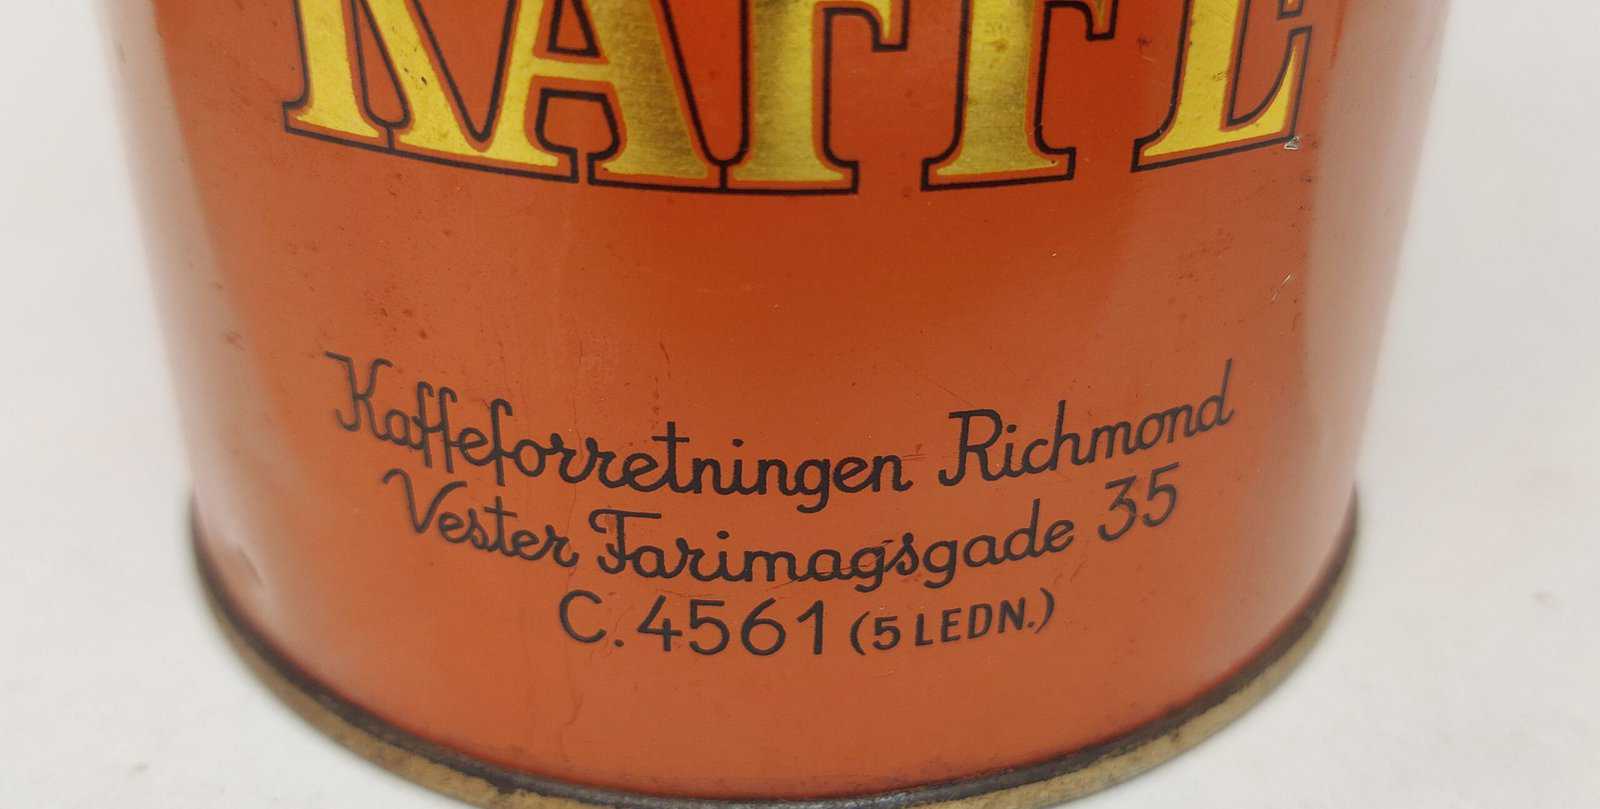 KAFFE
Kaffeforretningen Richmond
Vester Farimagsgade 35
C. 4561 (5 LEDN.)